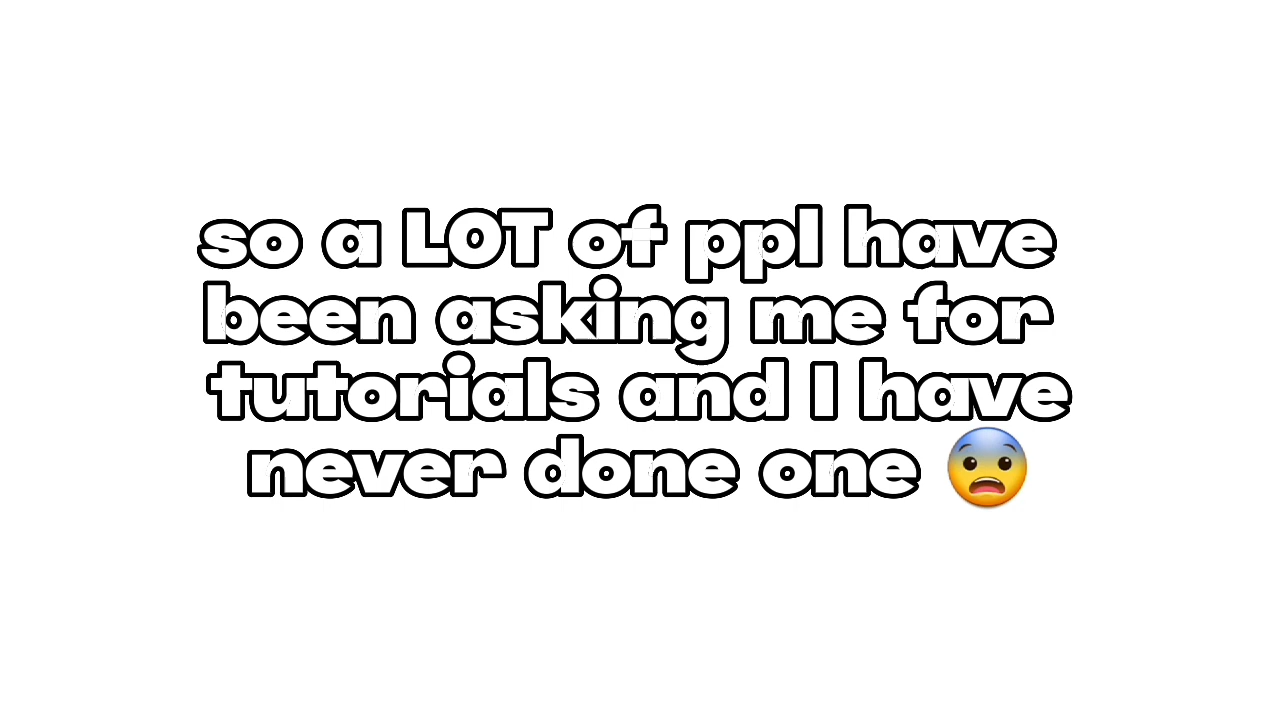 so a LOT of ppl have
been asking me for
tutorials and I have
never done one 😨